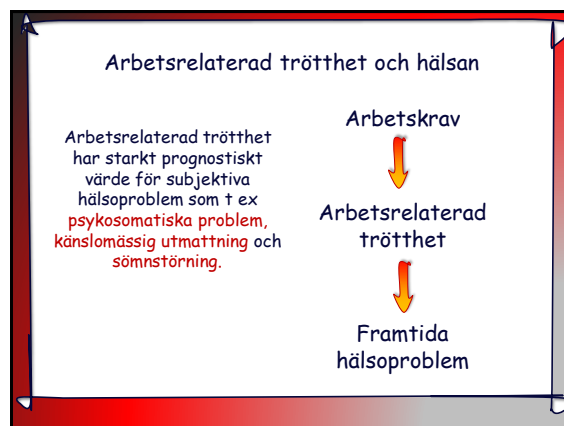 Arbetsrelaterad trötthet och hälsan
Arbetsrelaterad trötthet
har starkt prognostiskt
värde för subjektiva
hälsoproblem som t ex
psykosomatiska problem,
känslomässig utmattning och
sömnstörning.
Arbetskrav
Arbetsrelaterad
trötthet
Framtida
hälsoproblem